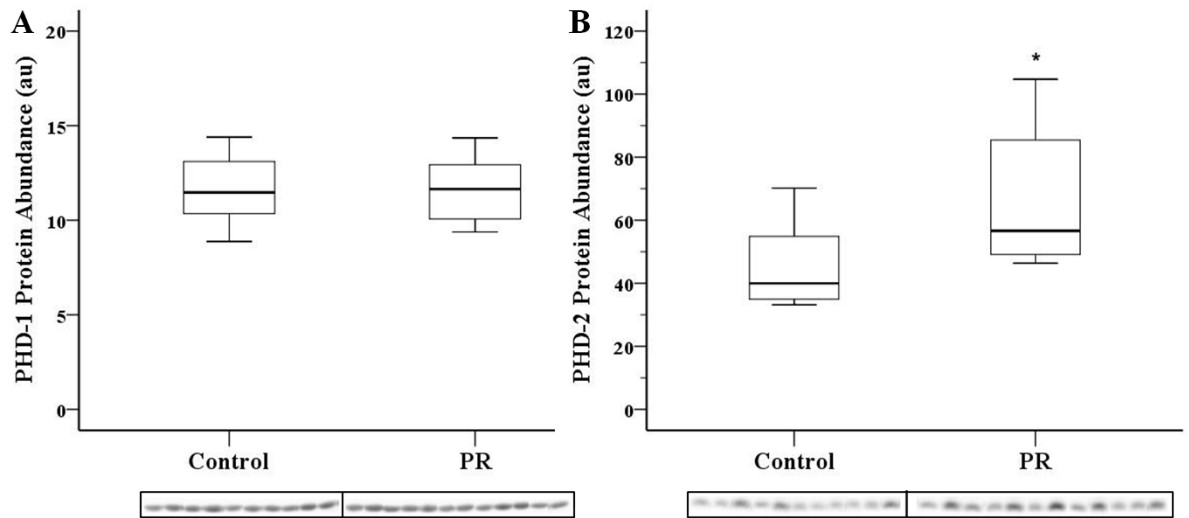 A
PHD-1 Protein Abundance (au)
20
15
10
5
0
Control PR
B
PHD-2 Protein Abundance (au)
120
100
80
60
40
20
0
*
Control PR